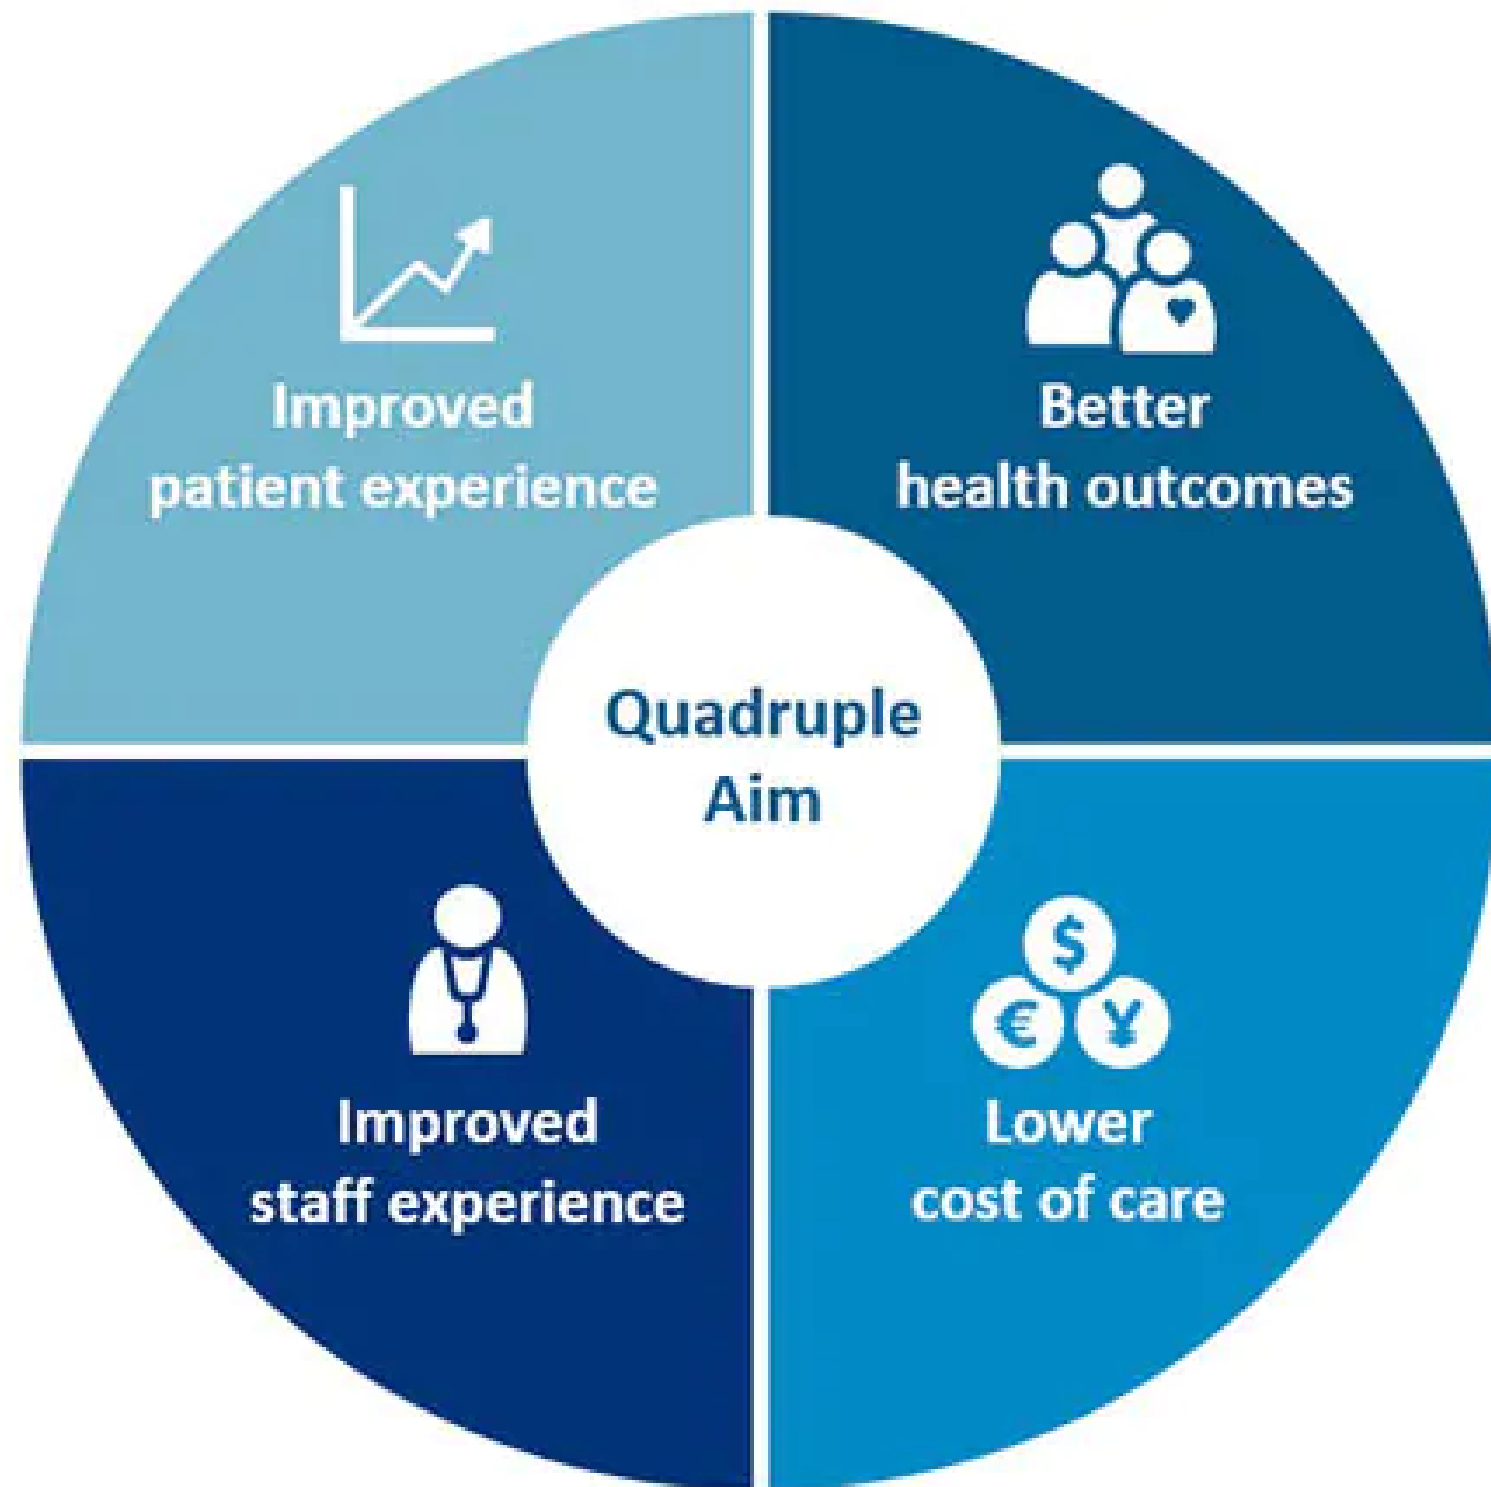 Improved
patient experience
Better
health outcomes
Quadruple
Aim
Improved
staff experience
$
€ ¥
Lower
cost of care